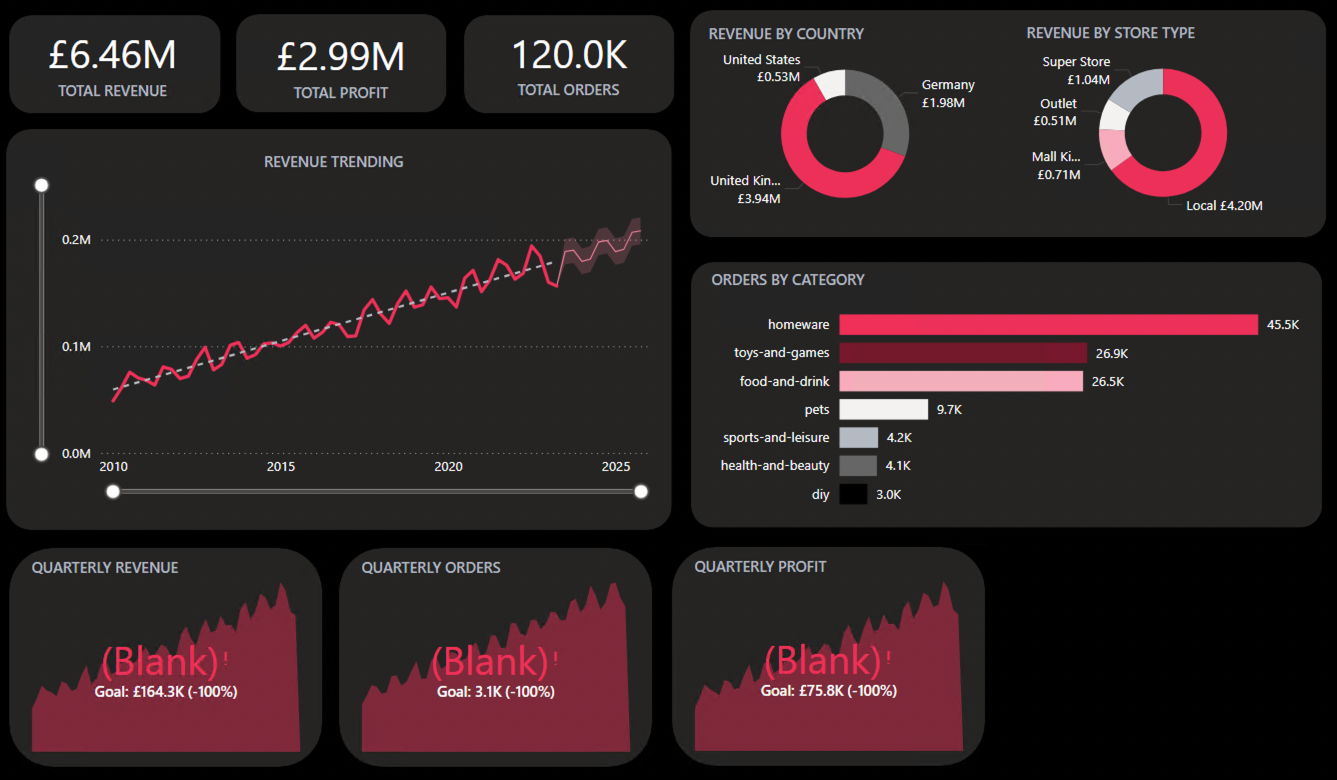 £6.46M
TOTAL REVENUE
£2.99M
TOTAL PROFIT
120.0K
TOTAL ORDERS
REVENUE BY COUNTRY
United States
£0.53M
Germany
£1.98M
United Kin...
£3.94M
REVENUE BY STORE TYPE
Super Store
£1.04M
Outlet
£0.51M
Mall Ki...
£0.71M
Local £4.20M
REVENUE TRENDING
0.2M
0.1M
0.0M
2010
2015
2020
2025
ORDERS BY CATEGORY
homeware
45.5K
toys-and-games
26.9K
food-and-drink
26.5K
pets
9.7K
sports-and-leisure
4.2K
health-and-beauty
4.1K
diy
3.0K
QUARTERLY REVENUE
(Blank)!
Goal: £164.3K (-100%)
QUARTERLY ORDERS
(Blank)!
Goal: 3.1K (-100%)
QUARTERLY PROFIT
(Blank)!
Goal: £75.8K (-100%)